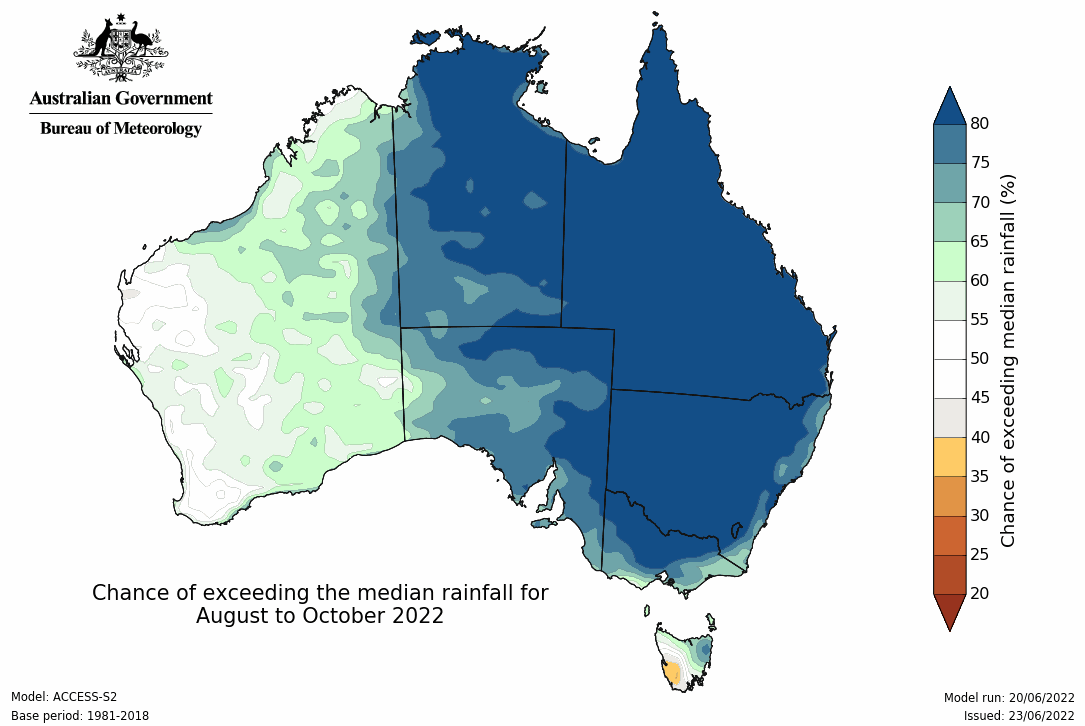 Australian Government
Bureau of Meteorology
80
75
70
65
60
55
50
45
40
35
30
25
20
Chance of exceeding median rainfall (%)
Chance of exceeding the median rainfall for
August to October 2022
Model: ACCESS-S2
Base period: 1981-2018
Model run: 20/06/2022
Issued: 23/06/2022